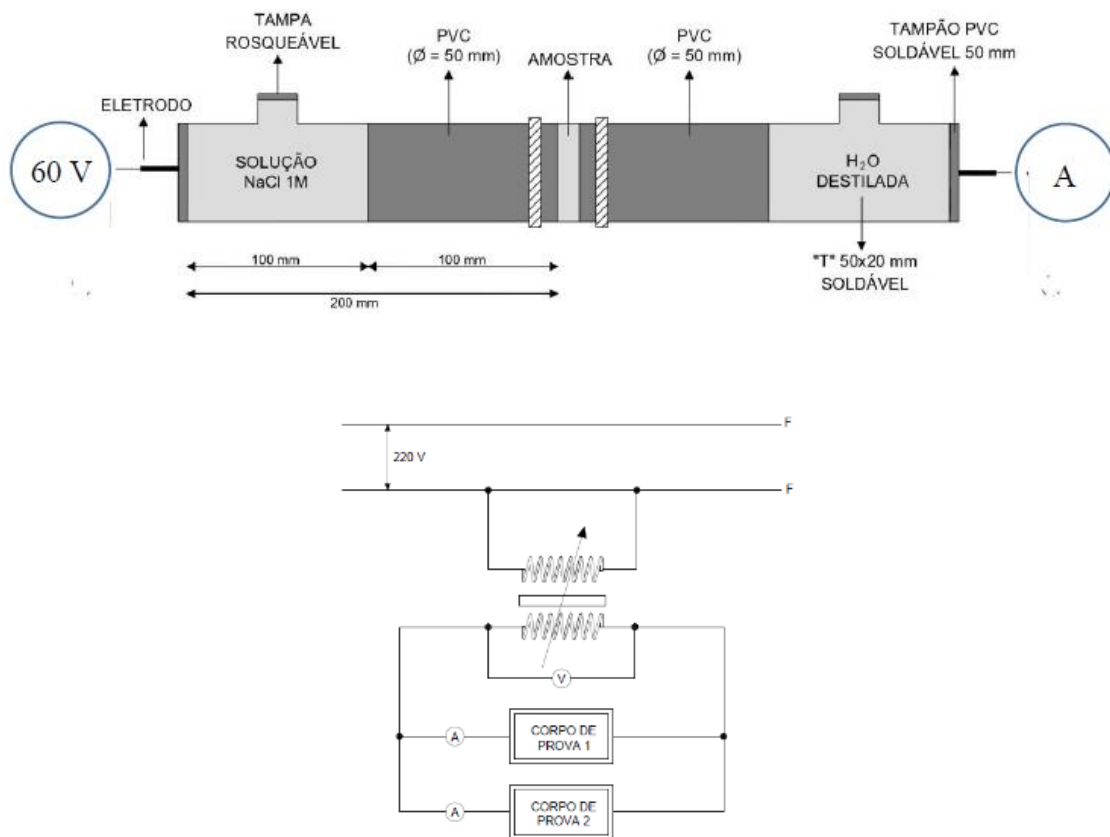 TAMPA
ROSQUEÁVEL
PVC
(Ø = 50 mm)
AMOSTRA
PVC
(Ø = 50 mm)
TAMPÃO PVC
SOLDÁVEL 50 mm
ELETRODO
60 V
SOLUÇÃO
NaCl 1M
H₂O
DESTILADA
A
100 mm
100 mm
200 mm
"T" 50x20 mm
SOLDÁVEL
F
220 V
F
V
A
CORPO DE
PROVA 1
A
CORPO DE
PROVA 2